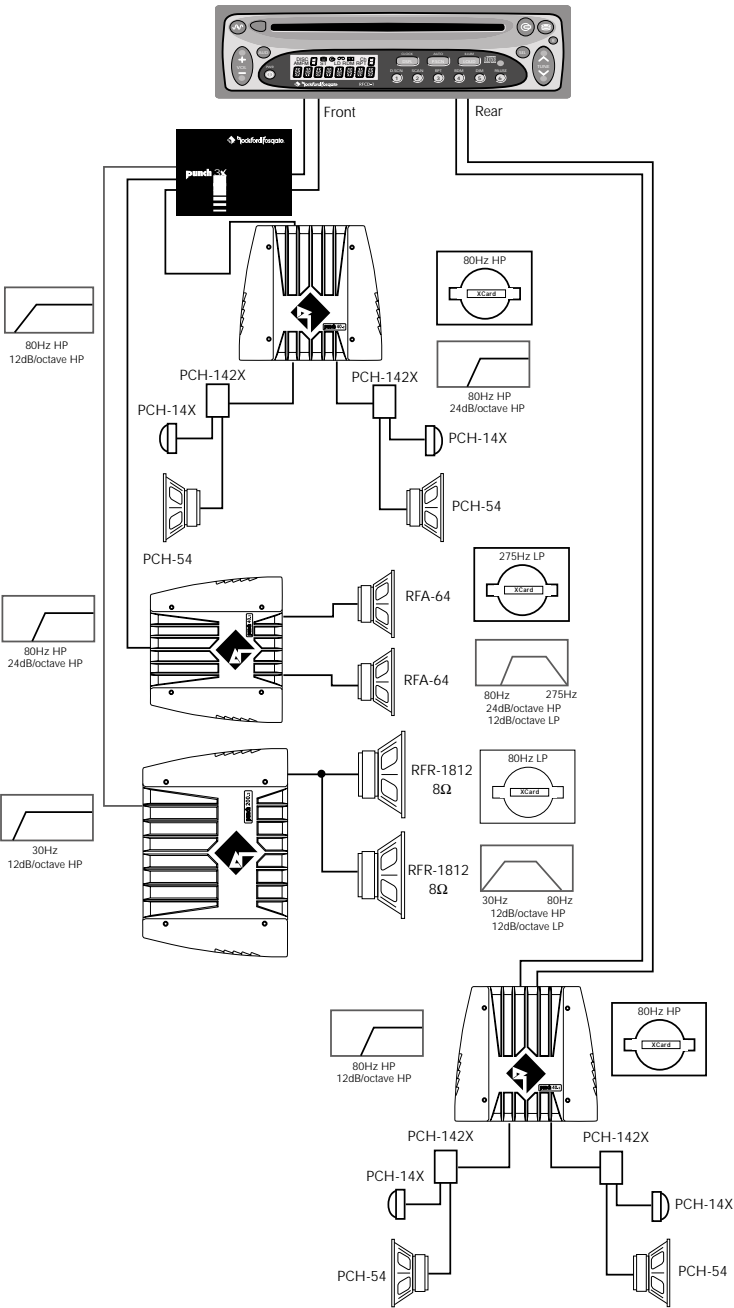 Front
Rear
Rockford fosgate
punch 3x
80Hz HP
XCard
80Hz HP
12dB/octave HP
80Hz HP
24dB/octave HP
PCH-142X
PCH-142X
PCH-14X
PCH-14X
PCH-54
PCH-54
275Hz LP
XCard
RFA-64
80Hz HP
24dB/octave HP
RFA-64
80Hz
275Hz
24dB/octave HP
12dB/octave LP
80Hz LP
XCard
RFR-1812
8Ω
punch 200
30Hz
12dB/octave HP
RFR-1812
8Ω
30Hz
80Hz
12dB/octave HP
12dB/octave LP
80Hz HP
XCard
80Hz HP
12dB/octave HP
PCH-142X
PCH-142X
PCH-14X
PCH-14X
PCH-54
PCH-54